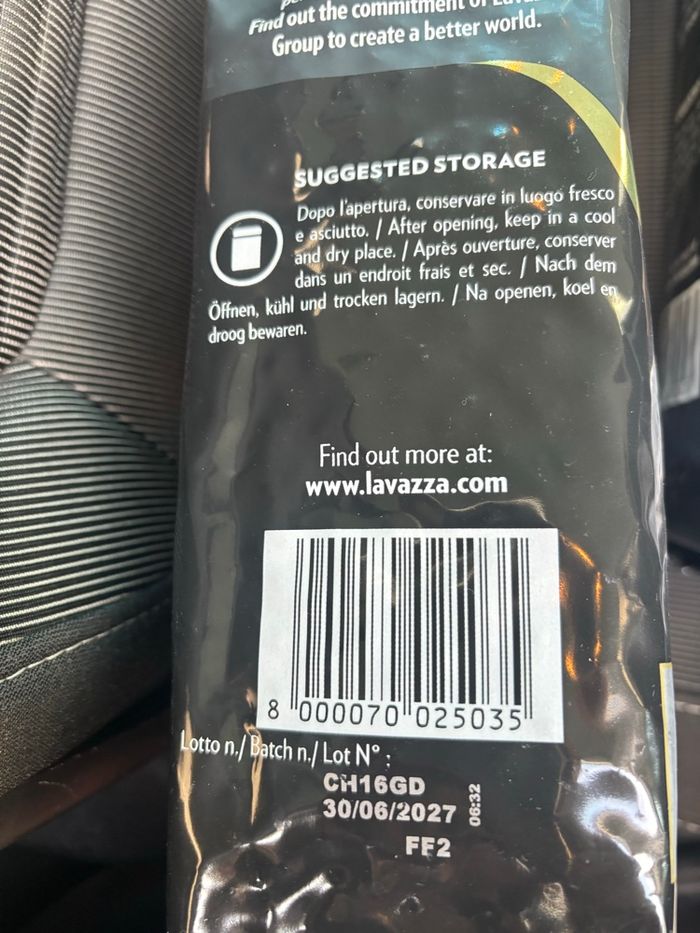 Find out the commitment of
Group to create a better world.
SUGGESTED STORAGE
Dopo l'apertura, conservare in luogo fresco
e asciutto. / After opening, keep in a cool
and dry place. / Après ouverture, conserver
dans un endroit frais et sec. / Nach dem
Öffnen, kühl und trocken lagern. / Na openen, koel en
droog bewaren.
Find out more at:
www.lavazza.com
8 000070 025035
Lotto n./ Batch n./ Lot N° :
CH16GD
30/06/2027 06:32
FF2